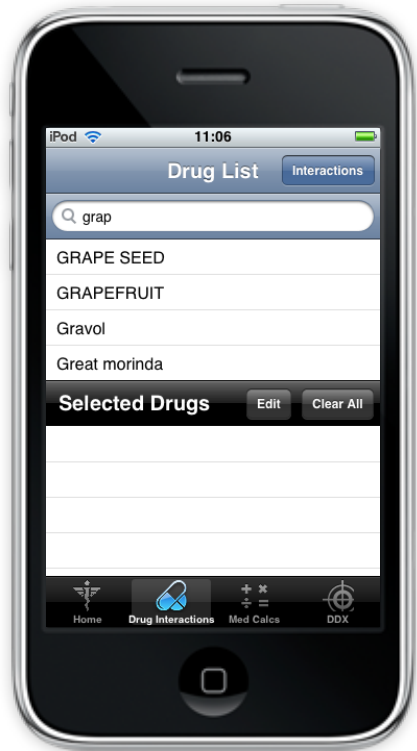 iPod 11:06
Drug List Interactions
grap
GRAPE SEED
GRAPEFRUIT
Gravol
Great morinda
Selected Drugs Edit Clear All
Home Drug Interactions Med Calcs DDX